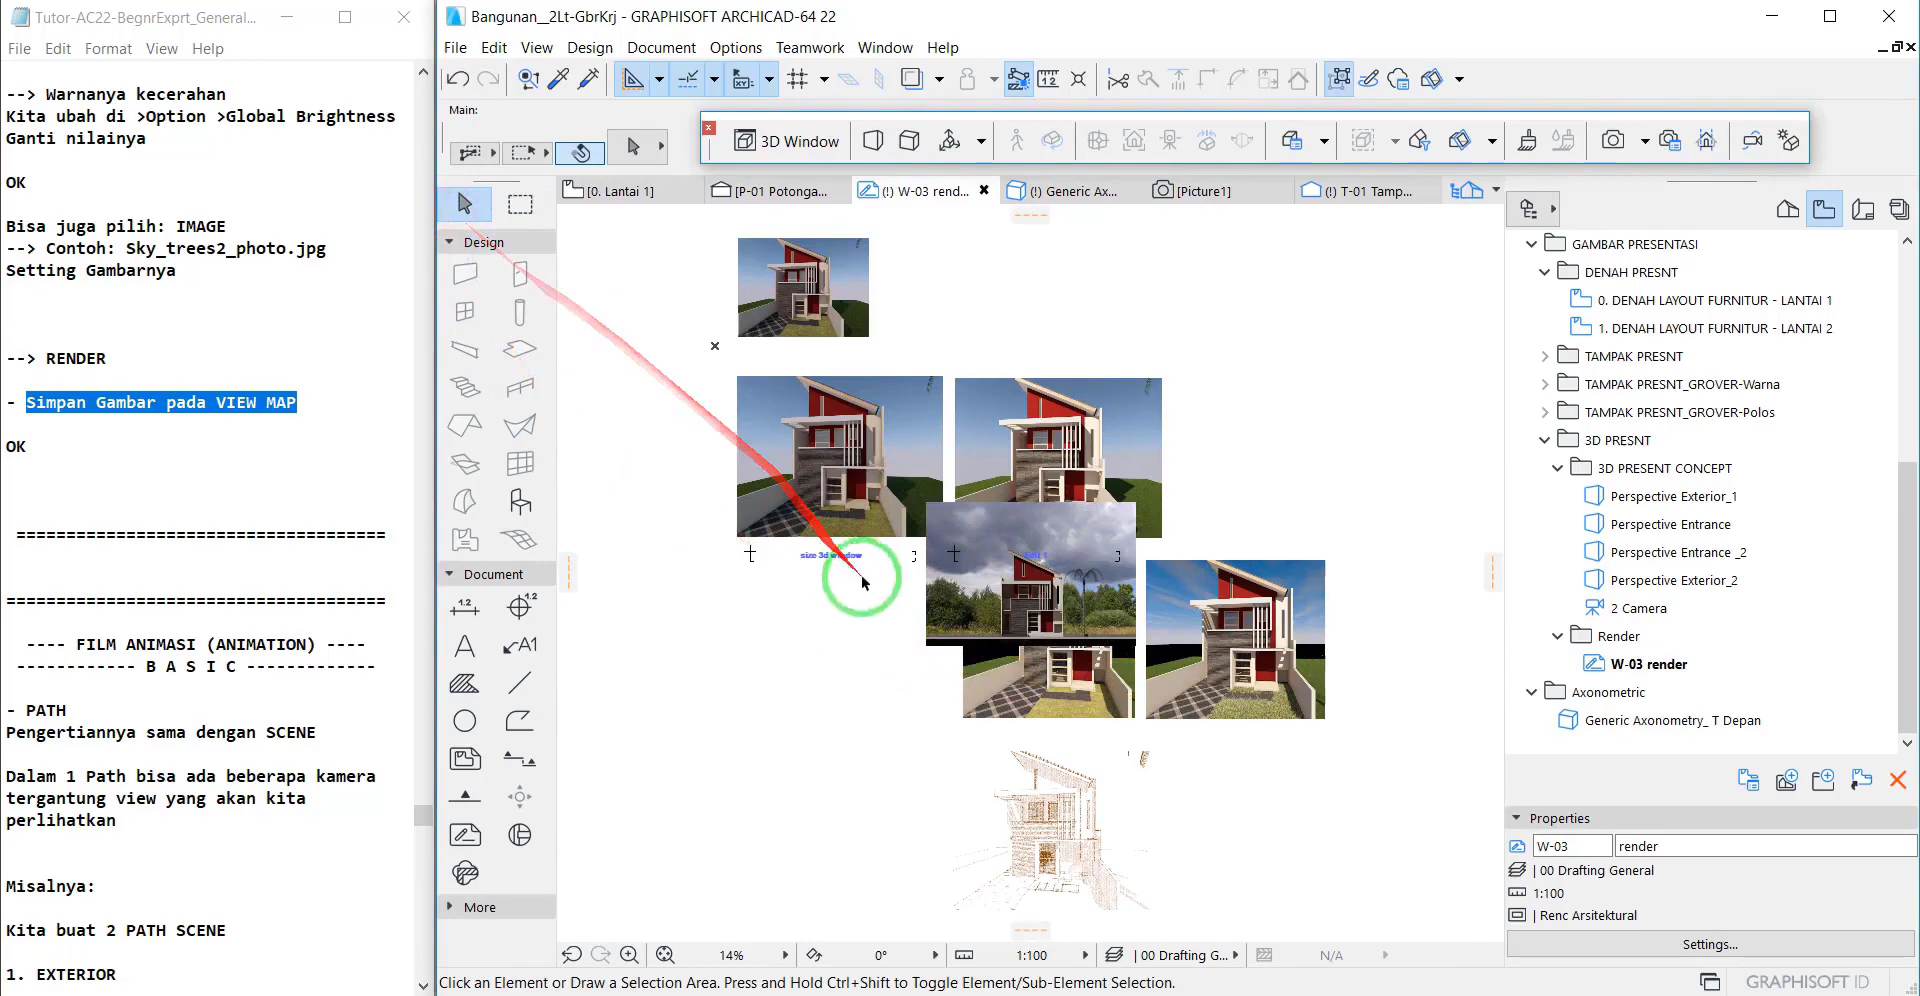 Tutor-AC22-BegnrExprt_General...
File Edit Format View Help
--> Warnanya kecerahan
Kita ubah di >Option >Global Brightness
Ganti nilainya
OK
Bisa juga pilih: IMAGE
--> Contoh: Sky_trees2_photo.jpg
Setting Gambarnya
--> RENDER
- Simpan Gambar pada VIEW MAP
OK
=====================================
======================================
---- FILM ANIMASI (ANIMATION) ----
------------ B A S I C -------------
- PATH
Pengertiannya sama dengan SCENE
Dalam 1 Path bisa ada beberapa kamera
tergantung view yang akan kita
perlihatkan
Misalnya:
Kita buat 2 PATH SCENE
1. EXTERIOR
Bangunan__2Lt-GbrKrj - GRAPHISOFT ARCHICAD-64 22
File Edit View Design Document Options Teamwork Window Help
Main:
3D Window
[0. Lantai 1]
[P-01 Potonga...
(!) W-03 rend...
(!) Generic Ax...
[Picture1]
(!) T-01 Tamp...
Design
Document
More
size 3d window
Edit 1
GAMBAR PRESENTASI
DENAH PRESNT
0. DENAH LAYOUT FURNITUR - LANTAI 1
1. DENAH LAYOUT FURNITUR - LANTAI 2
TAMPAK PRESNT
TAMPAK PRESNT_GROVER-Warna
TAMPAK PRESNT_GROVER-Polos
3D PRESNT
3D PRESENT CONCEPT
Perspective Exterior_1
Perspective Entrance
Perspective Entrance _2
Perspective Exterior_2
2 Camera
Render
W-03 render
Axonometric
Generic Axonometry_ T Depan
Properties
W-03 render
| 00 Drafting General
1:100
| Renc Arsitektural
Settings...
14% 0° 1:100 | 00 Drafting G... N/A
Click an Element or Draw a Selection Area. Press and Hold Ctrl+Shift to Toggle Element/Sub-Element Selection.
GRAPHISOFT ID